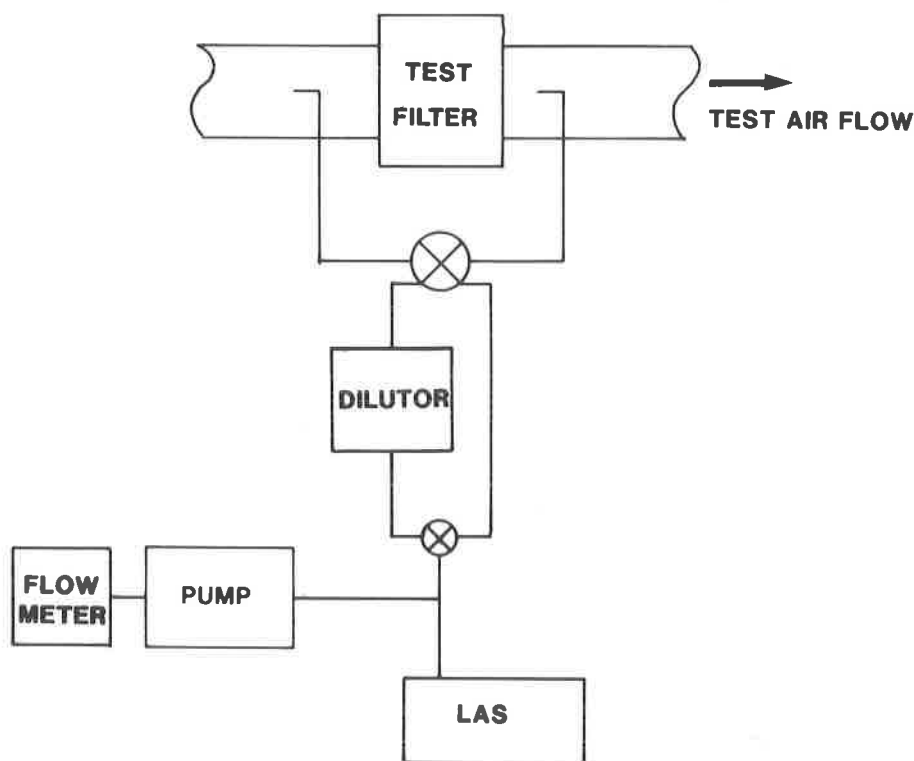 TEST
FILTER
TEST AIR FLOW
DILUTOR
FLOW
METER
PUMP
LAS